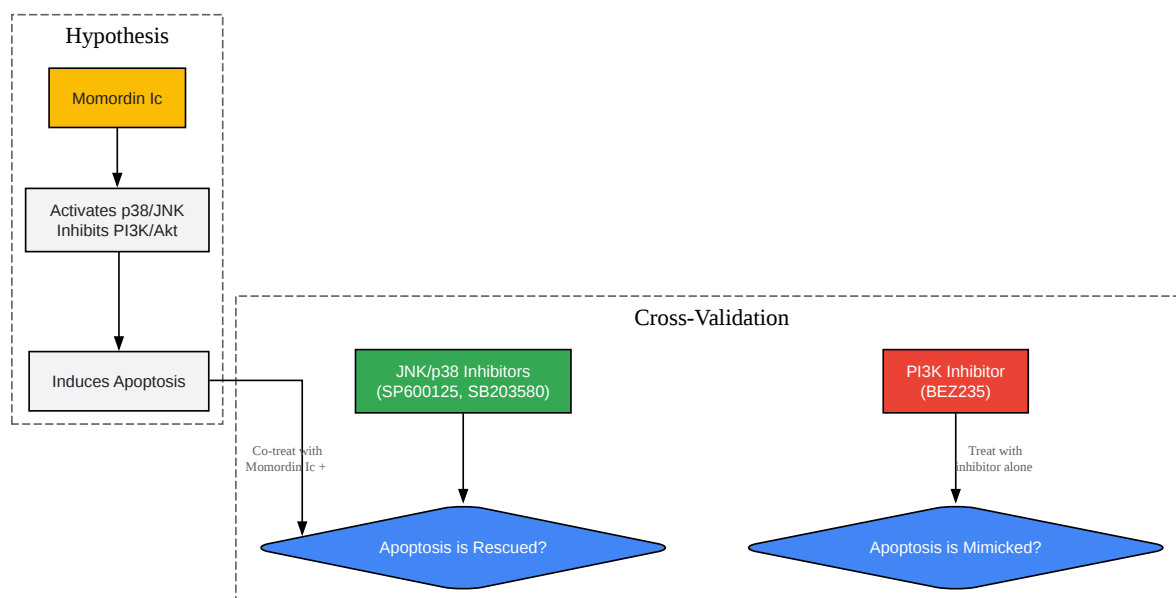 Hypothesis
Momordin Ic
Activates p38/JNK
Inhibits PI3K/Akt
Induces Apoptosis
Cross-Validation
JNK/p38 Inhibitors
(SP600125, SB203580)
PI3K Inhibitor
(BEZ235)
Co-treat with
Momordin Ic +
Treat with
inhibitor alone
Apoptosis is Rescued?
Apoptosis is Mimicked?